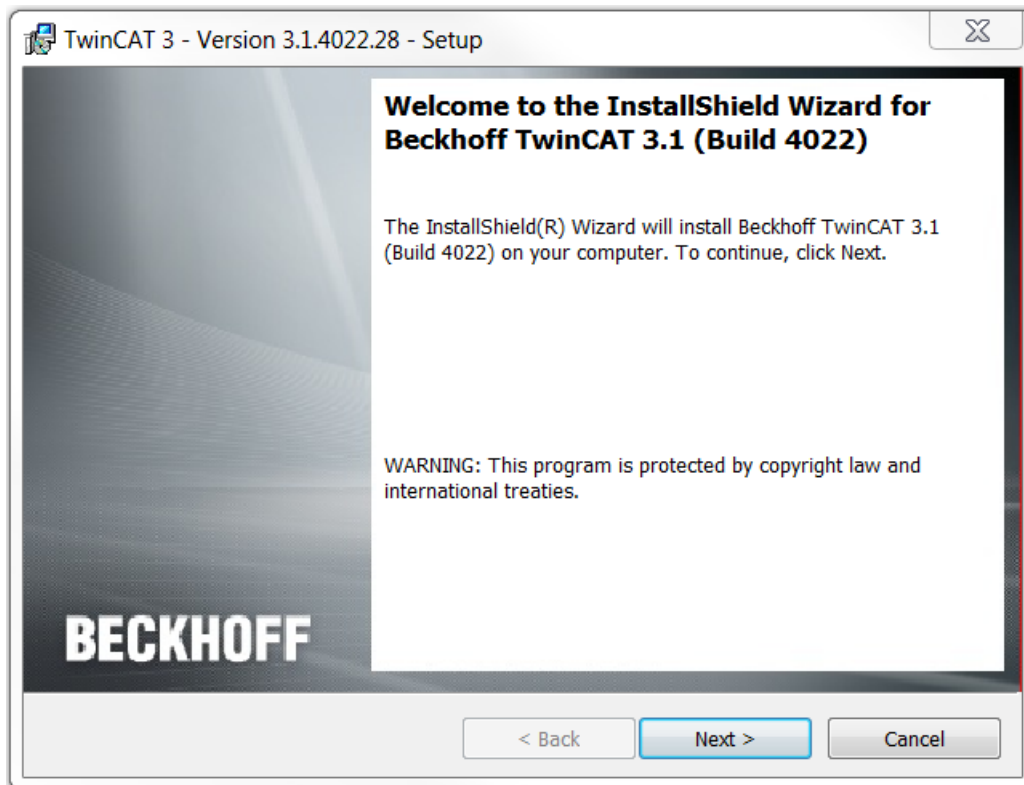 TwinCAT 3 - Version 3.1.4022.28 - Setup
Welcome to the InstallShield Wizard for
Beckhoff TwinCAT 3.1 (Build 4022)
The InstallShield(R) Wizard will install Beckhoff TwinCAT 3.1
(Build 4022) on your computer. To continue, click Next.
WARNING: This program is protected by copyright law and
international treaties.
BECKHOFF
< Back
Next >
Cancel